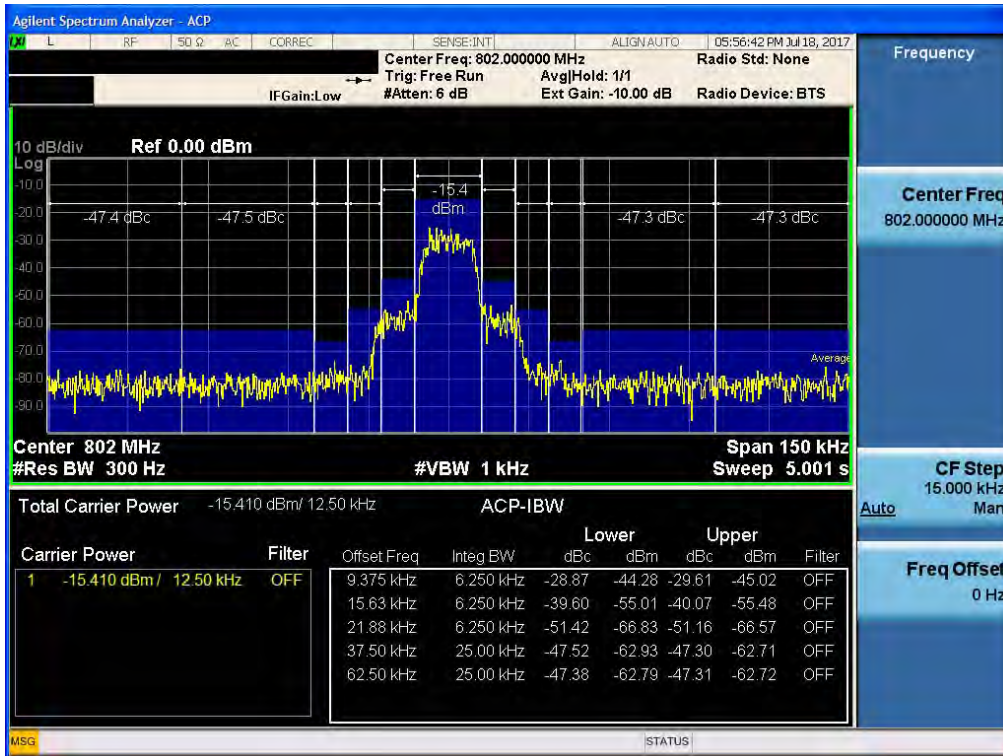 Agilent Spectrum Analyzer - ACP
LXI L RF 50 Ω AC CORREC SENSE:INT ALIGN AUTO 05:56:42 PM Jul 18, 2017
Center Freq: 802.000000 MHz Radio Std: None
Trig: Free Run Avg|Hold: 1/1
IFGain:Low #Atten: 6 dB Ext Gain: -10.00 dB Radio Device: BTS
10 dB/div Ref 0.00 dBm
Log
-10.0
-20.0
-30.0
-40.0
-50.0
-60.0
-70.0
-80.0
-90.0
-15.4
dBm
-47.4 dBc -47.5 dBc -47.3 dBc -47.3 dBc
Average
Center 802 MHz Span 150 kHz
#Res BW 300 Hz #VBW 1 kHz Sweep 5.001 s
Total Carrier Power -15.410 dBm/ 12.50 kHz ACP-IBW
Lower Upper
Carrier Power Filter Offset Freq Integ BW dBc dBm dBc dBm Filter
1 -15.410 dBm / 12.50 kHz OFF
9.375 kHz 6.250 kHz -28.87 -44.28 -29.61 -45.02 OFF
15.63 kHz 6.250 kHz -39.60 -55.01 -40.07 -55.48 OFF
21.88 kHz 6.250 kHz -51.42 -66.83 -51.16 -66.57 OFF
37.50 kHz 25.00 kHz -47.52 -62.93 -47.30 -62.71 OFF
62.50 kHz 25.00 kHz -47.38 -62.79 -47.31 -62.72 OFF
MSG STATUS
Frequency
Center Freq
802.000000 MHz
CF Step
15.000 kHz
Auto Man
Freq Offset
0 Hz